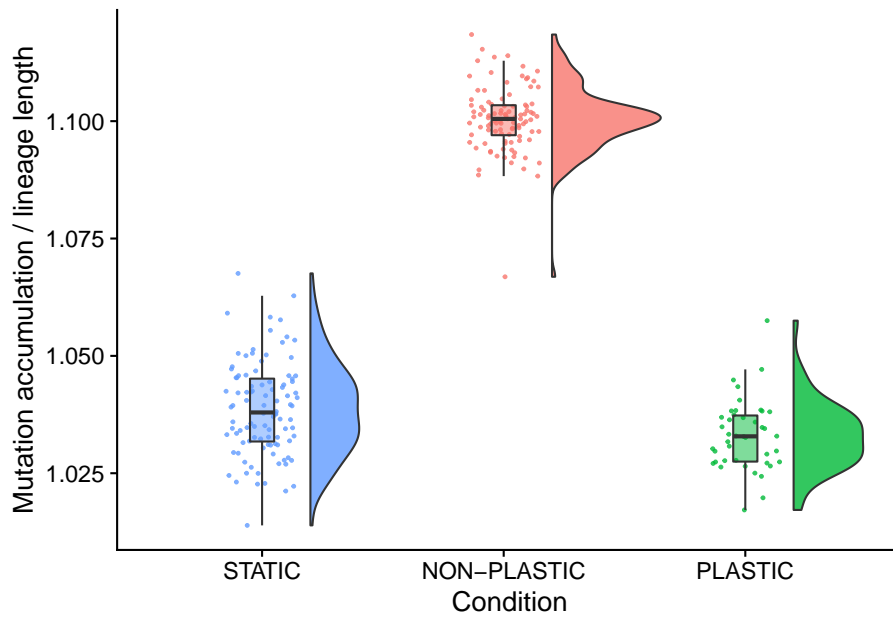 Mutation accumulation / lineage length
1.100
1.075
1.050
1.025
STATIC
NON−PLASTIC
PLASTIC
Condition